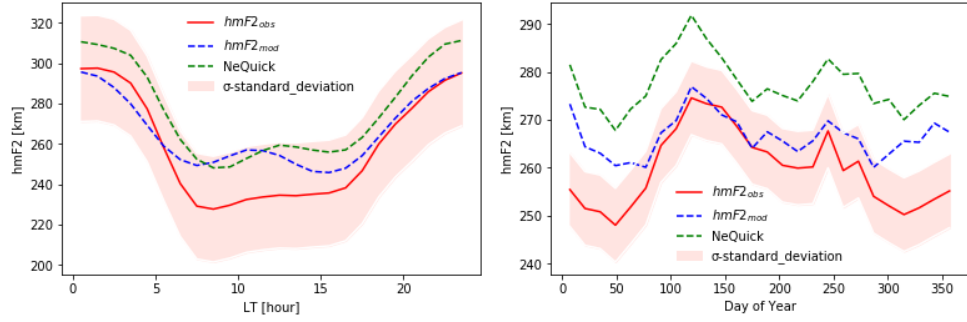 320
300
280
260
240
220
200
hmF2 [km]
hmF2obs
hmF2mod
NeQuick
σ-standard_deviation
0
5
10
15
20
LT [hour]
290
280
270
260
250
240
hmF2 [km]
hmF2obs
hmF2mod
NeQuick
σ-standard_deviation
0
50
100
150
200
250
300
350
Day of Year